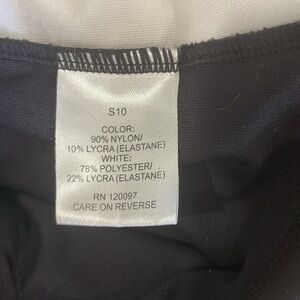 S10
COLOR:
90% NYLON/
10% LYCRA (ELASTANE)
WHITE:
78% POLYESTER/
22% LYCRA (ELASTANE)
RN 120097
CARE ON REVERSE